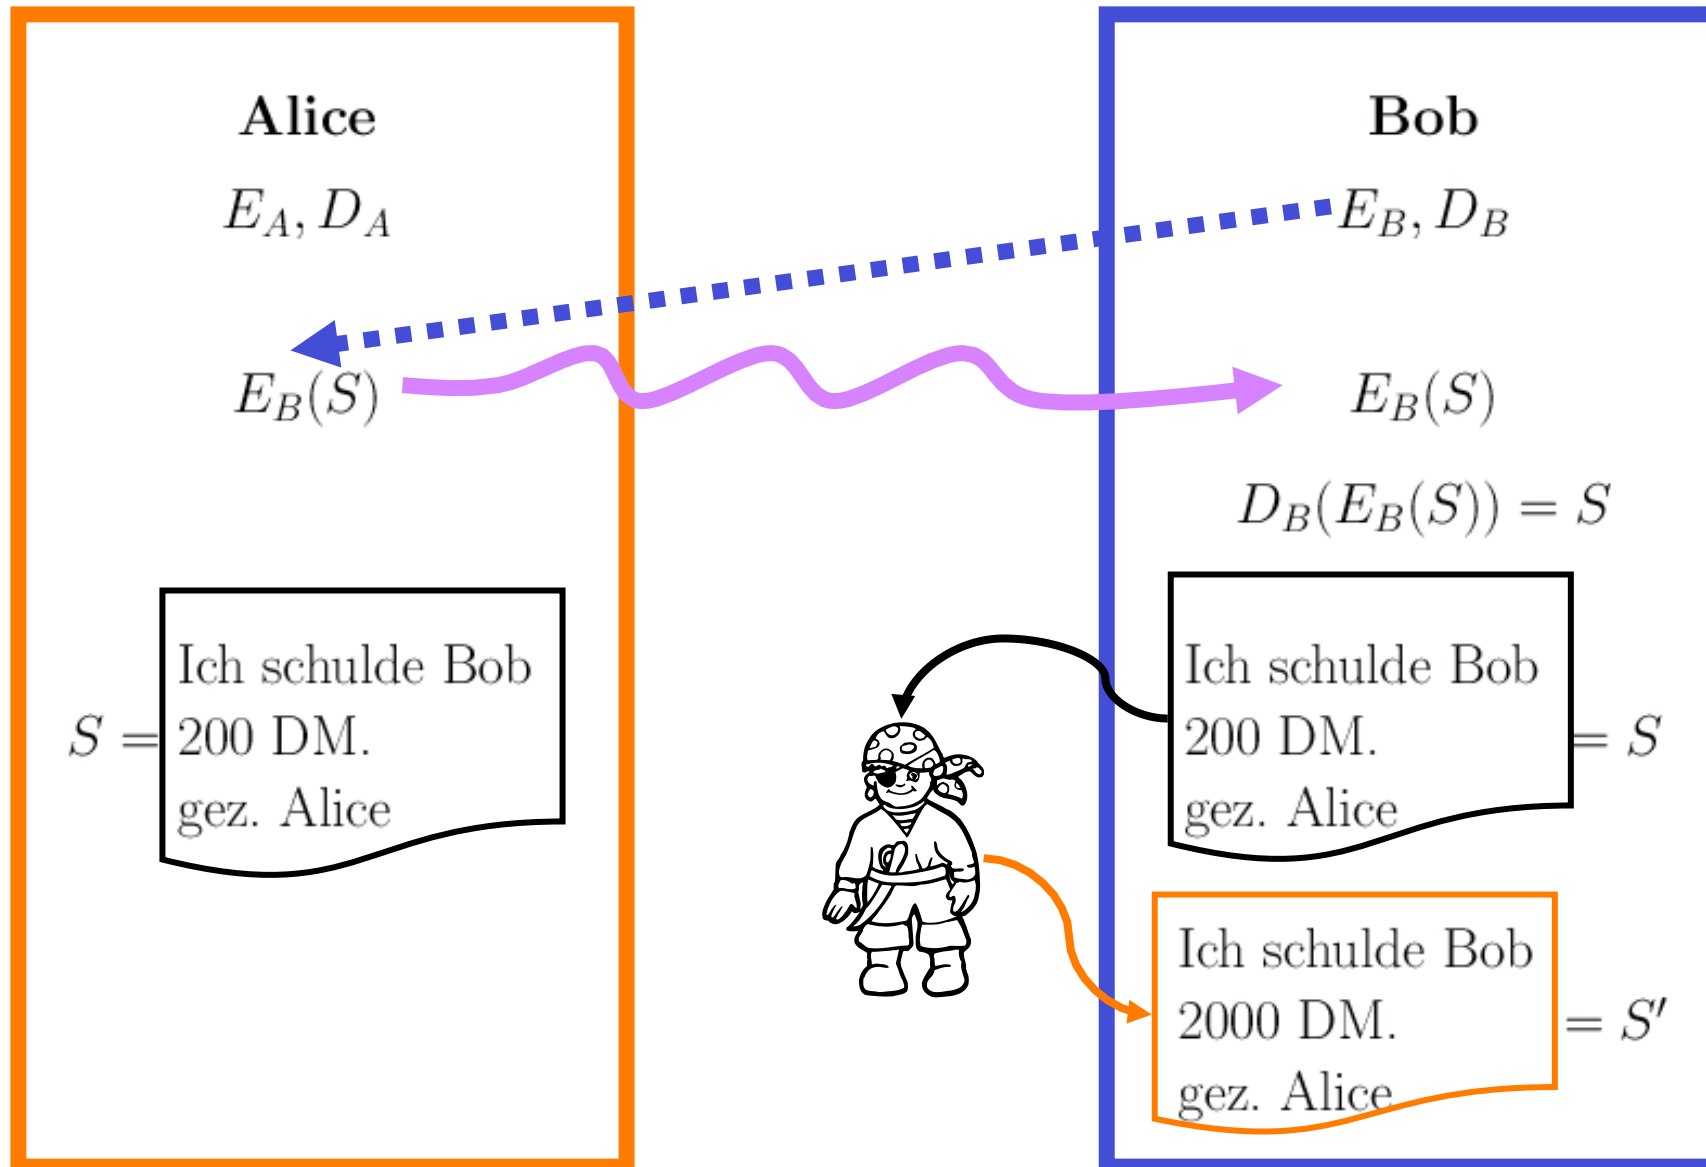 Alice
E_A, D_A
E_B(S)
S =
Ich schulde Bob
200 DM.
gez. Alice
Bob
E_B, D_B
E_B(S)
D_B(E_B(S)) = S
Ich schulde Bob
200 DM.
gez. Alice
= S
Ich schulde Bob
2000 DM.
gez. Alice
= S′